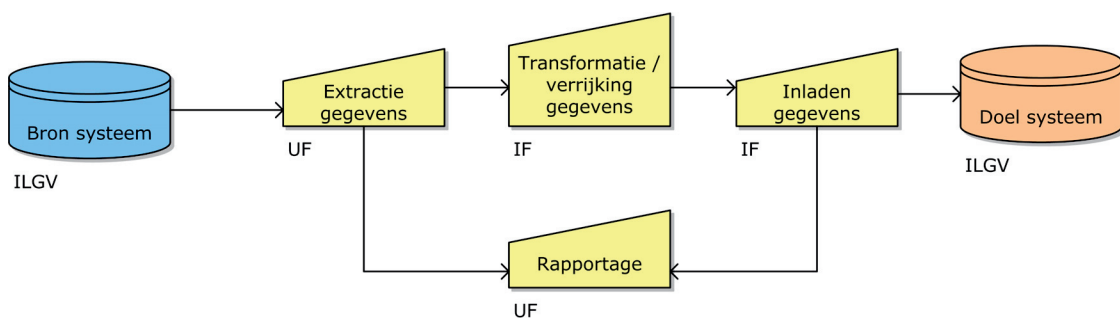 Bron systeem
ILGV
Extractie
gegevens
UF
Transformatie /
verrijking
gegevens
IF
Inladen
gegevens
IF
Doel systeem
ILGV
Rapportage
UF